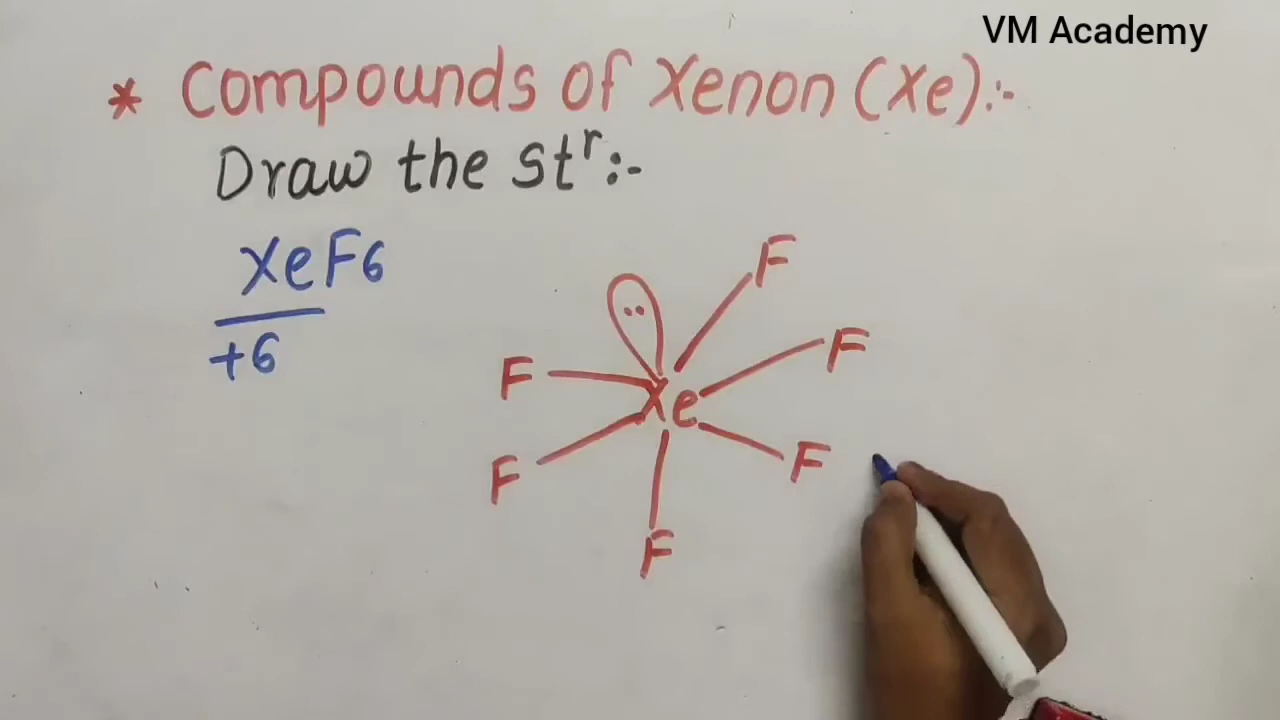 VM Academy
* Compounds of Xenon (Xe):-
Draw the stʳ:-
XeF6
+6
F
F
F
Xe
F
F
F